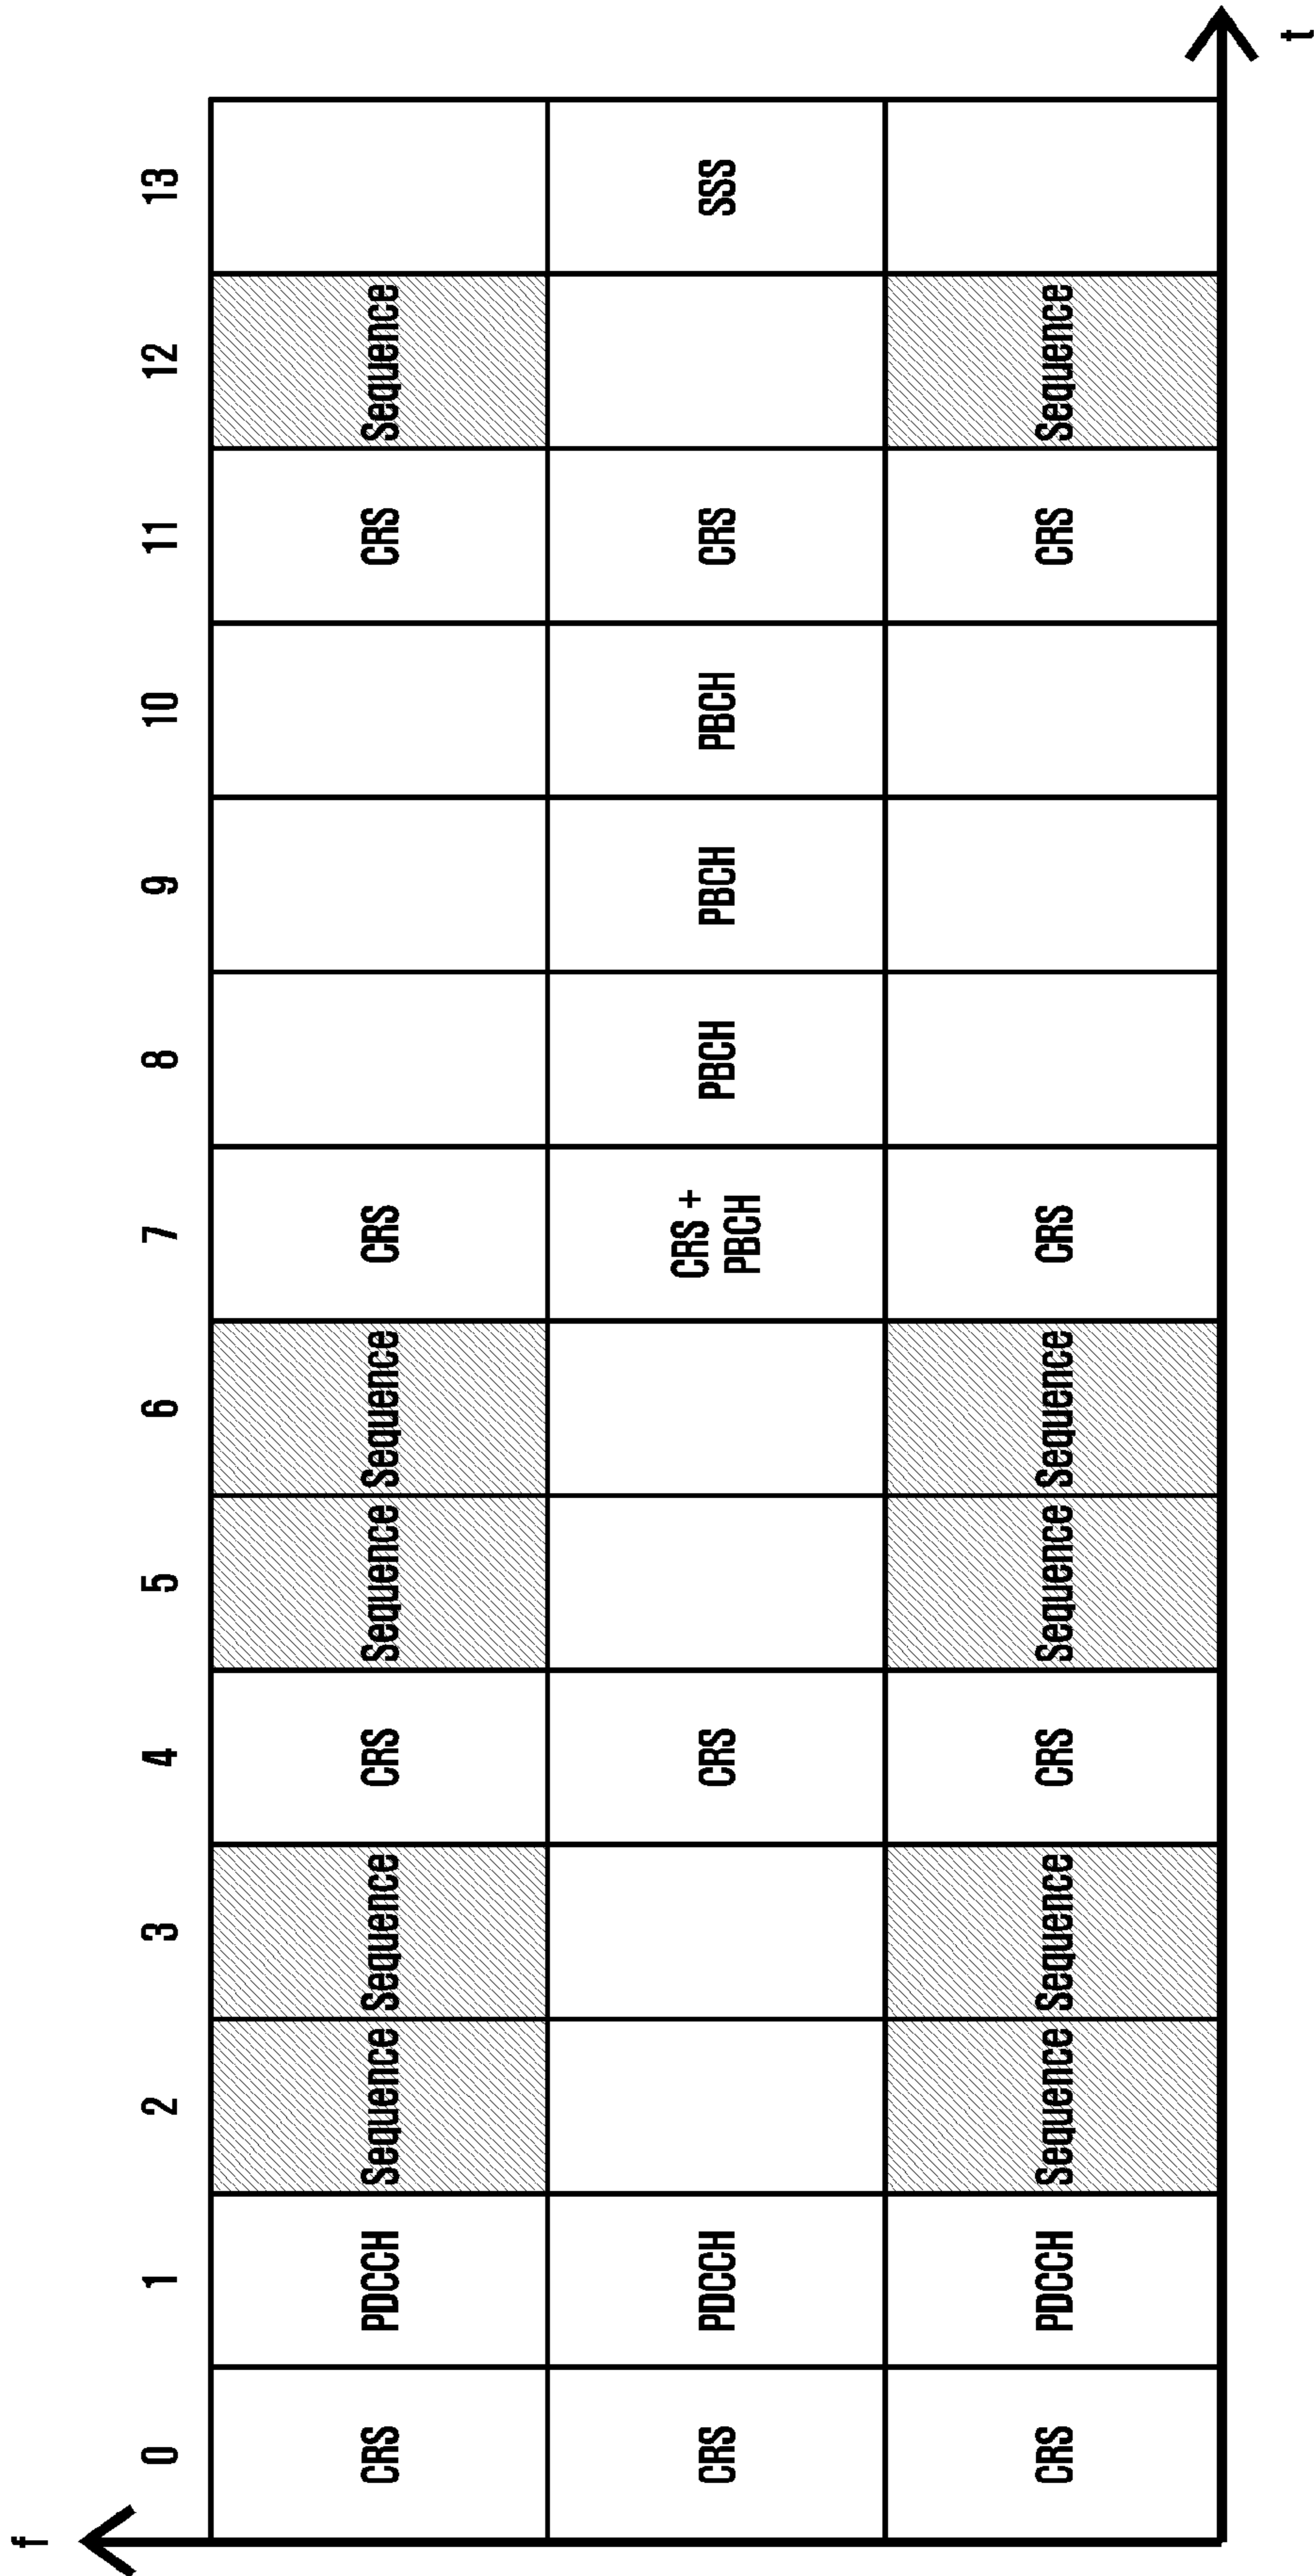 f
0 1 2 3 4 5 6 7 8 9 10 11 12 13
CRS PDCCH Sequence Sequence CRS Sequence Sequence CRS CRS Sequence
CRS PDCCH CRS CRS +
PBCH PBCH PBCH PBCH CRS SSS
CRS PDCCH Sequence Sequence CRS Sequence Sequence CRS CRS Sequence
t